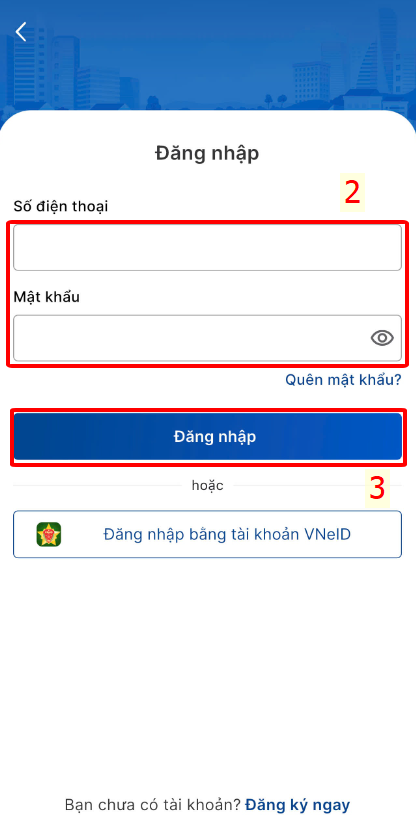 Đăng nhập
2
Số điện thoại
Mật khẩu
Quên mật khẩu?
Đăng nhập
hoặc
3
Đăng nhập bằng tài khoản VNeID
Bạn chưa có tài khoản? Đăng ký ngay